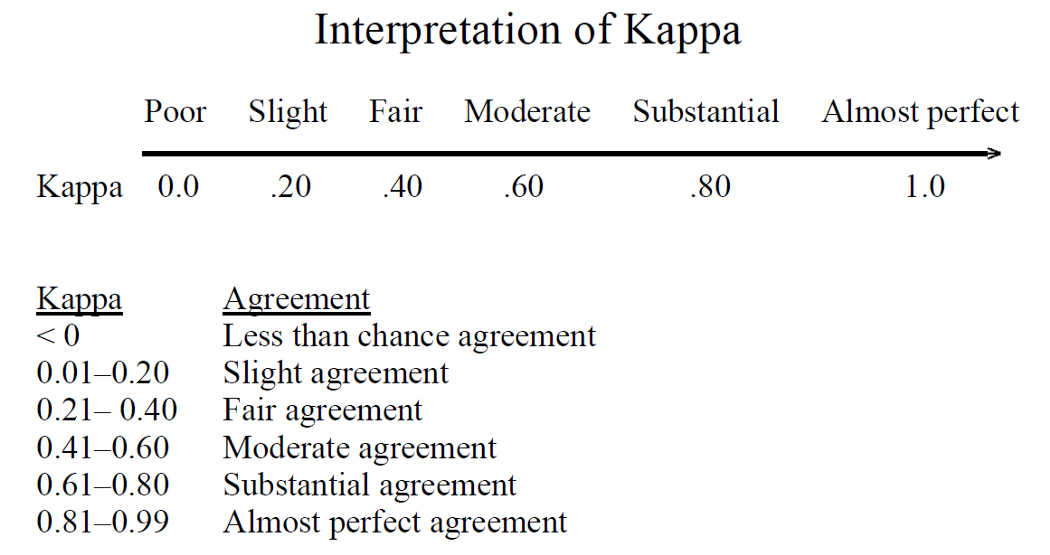 Interpretation of Kappa
Poor Slight Fair Moderate Substantial Almost perfect
Kappa 0.0 .20 .40 .60 .80 1.0
Kappa Agreement
< 0 Less than chance agreement
0.01–0.20 Slight agreement
0.21– 0.40 Fair agreement
0.41–0.60 Moderate agreement
0.61–0.80 Substantial agreement
0.81–0.99 Almost perfect agreement